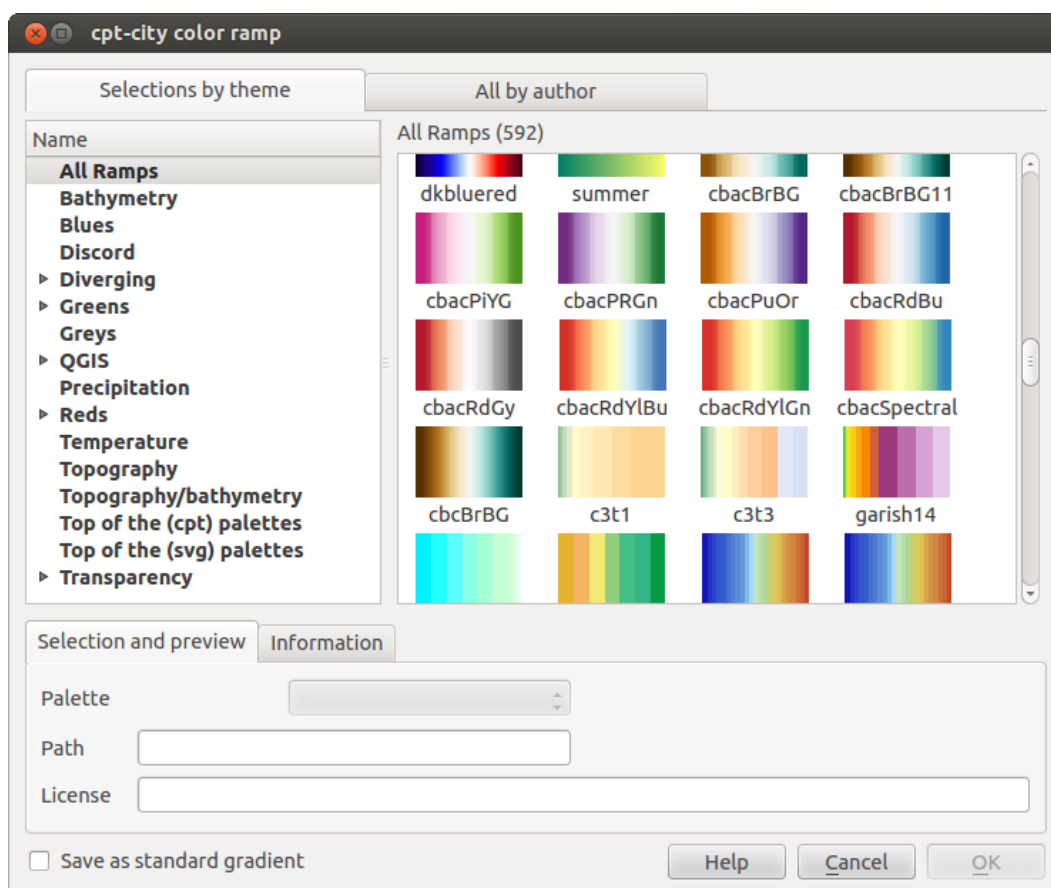 cpt-city color ramp
Selections by theme
All by author
Name
All Ramps
Bathymetry
Blues
Discord
Diverging
Greens
Greys
QGIS
Precipitation
Reds
Temperature
Topography
Topography/bathymetry
Top of the (cpt) palettes
Top of the (svg) palettes
Transparency
All Ramps (592)
dkbluered summer cbacBrBG cbacBrBG11
cbacPiYG cbacPRGn cbacPuOr cbacRdBu
cbacRdGy cbacRdYlBu cbacRdYlGn cbacSpectral
cbcBrBG c3t1 c3t3 garish14
Selection and preview
Information
Palette
Path
License
Save as standard gradient
Help
Cancel
OK